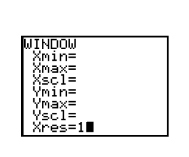 WINDOW
Xmin=
Xmax=
Xscl=
Ymin=
Ymax=
Yscl=
Xres=1